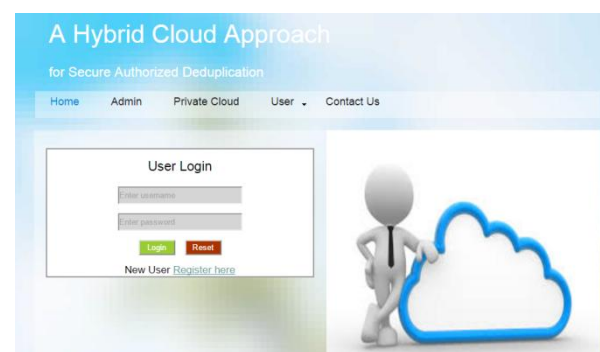 A Hybrid Cloud Approach
for Secure Authorized Deduplication
Home Admin Private Cloud User Contact Us
User Login
Enter username
Enter password
Login Reset
New User Register here